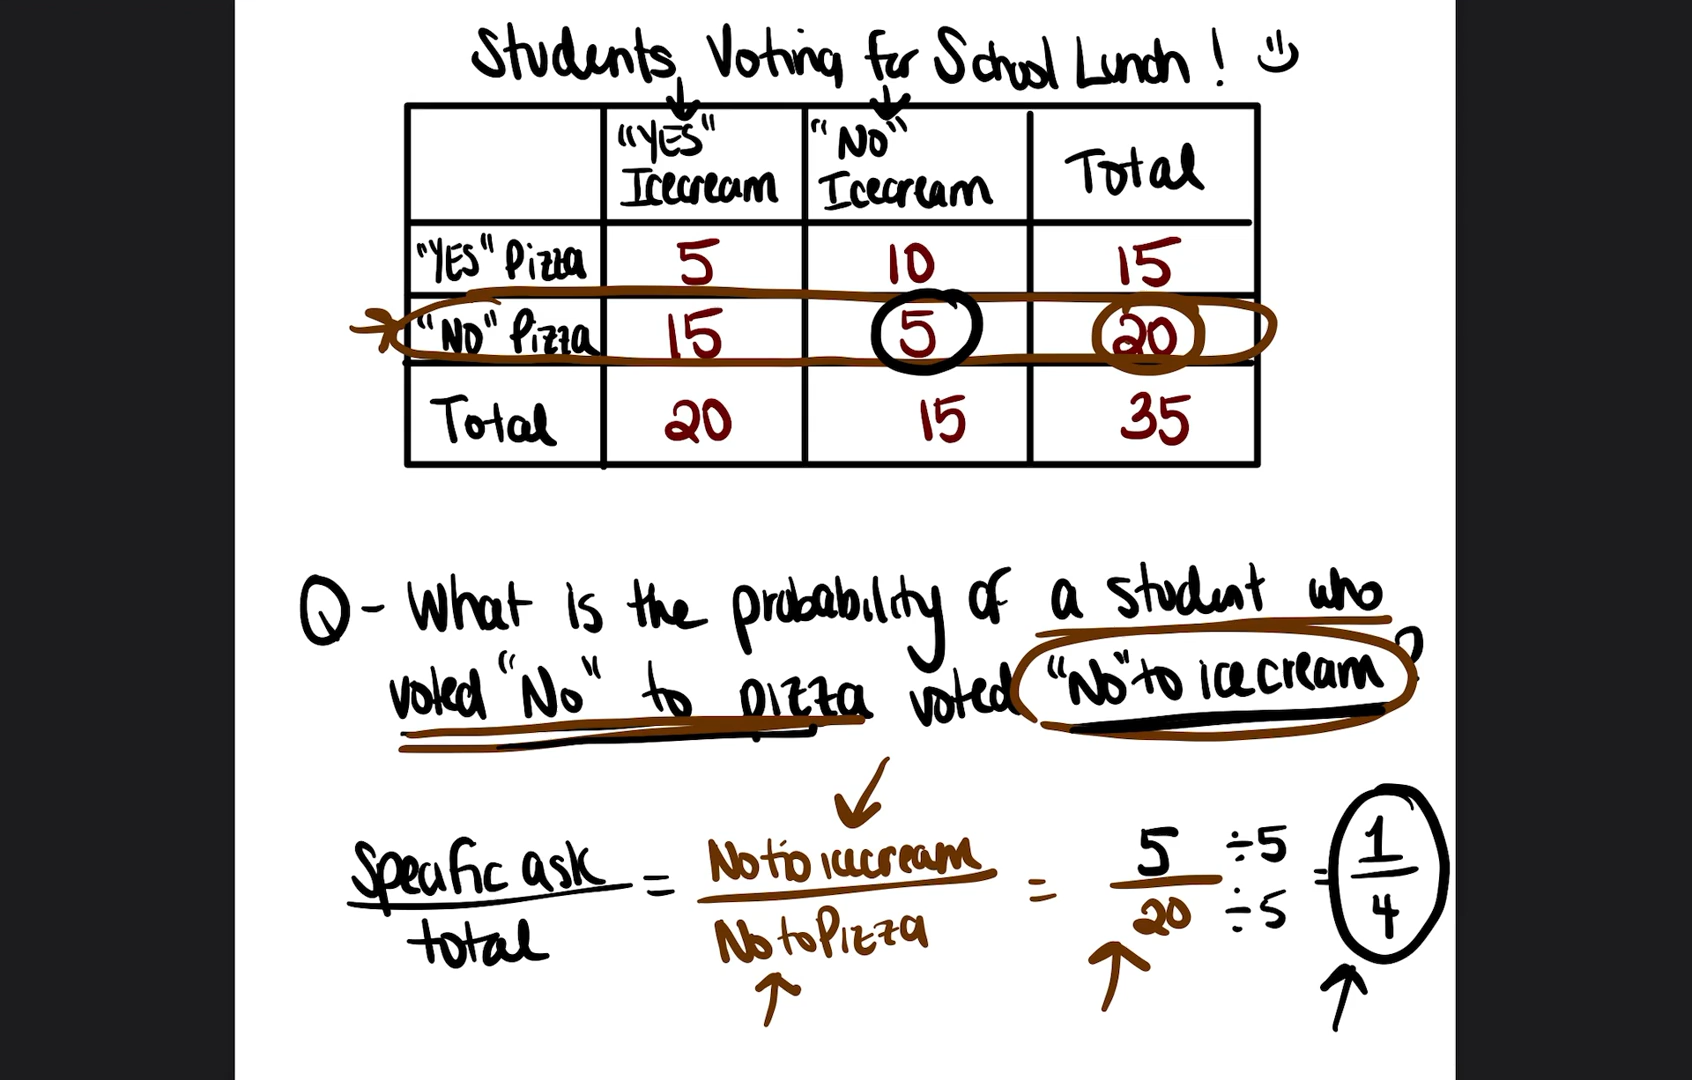 Students Voting for School Lunch !
"YES" Icecream "NO" Icecream Total
"YES" Pizza 5 10 15
"NO" Pizza 15 5 20
Total 20 15 35
Q - What is the probability of a student who
voted "No" to pizza voted "No" to ice cream?
Specific ask / total = No to icecream / No to Pizza = 5 ÷5 / 20 ÷5 = 1 / 4